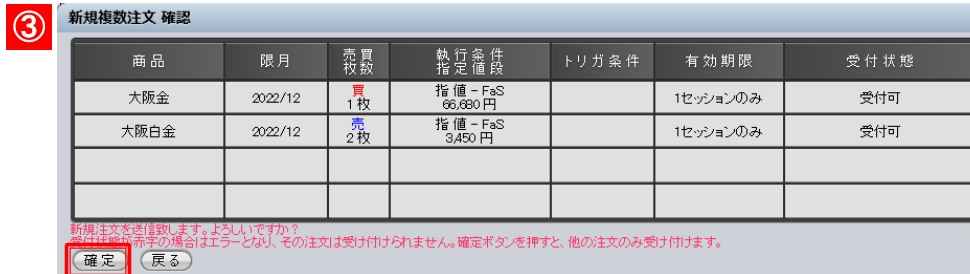 ③
新規複数注文 確認
商品 限月 売買枚数 執行条件指定値段 トリガ条件 有効期限 受付状態
大阪金 2022/12 買 1枚 指値－FaS 66,680円 1セッションのみ 受付可
大阪白金 2022/12 売 2枚 指値－FaS 3,450円 1セッションのみ 受付可
新規注文を送信致します。よろしいですか？
受付状態が赤字の場合はエラーとなり、その注文は受け付けられません。確定ボタンを押すと、他の注文のみ受け付けます。
確定 戻る